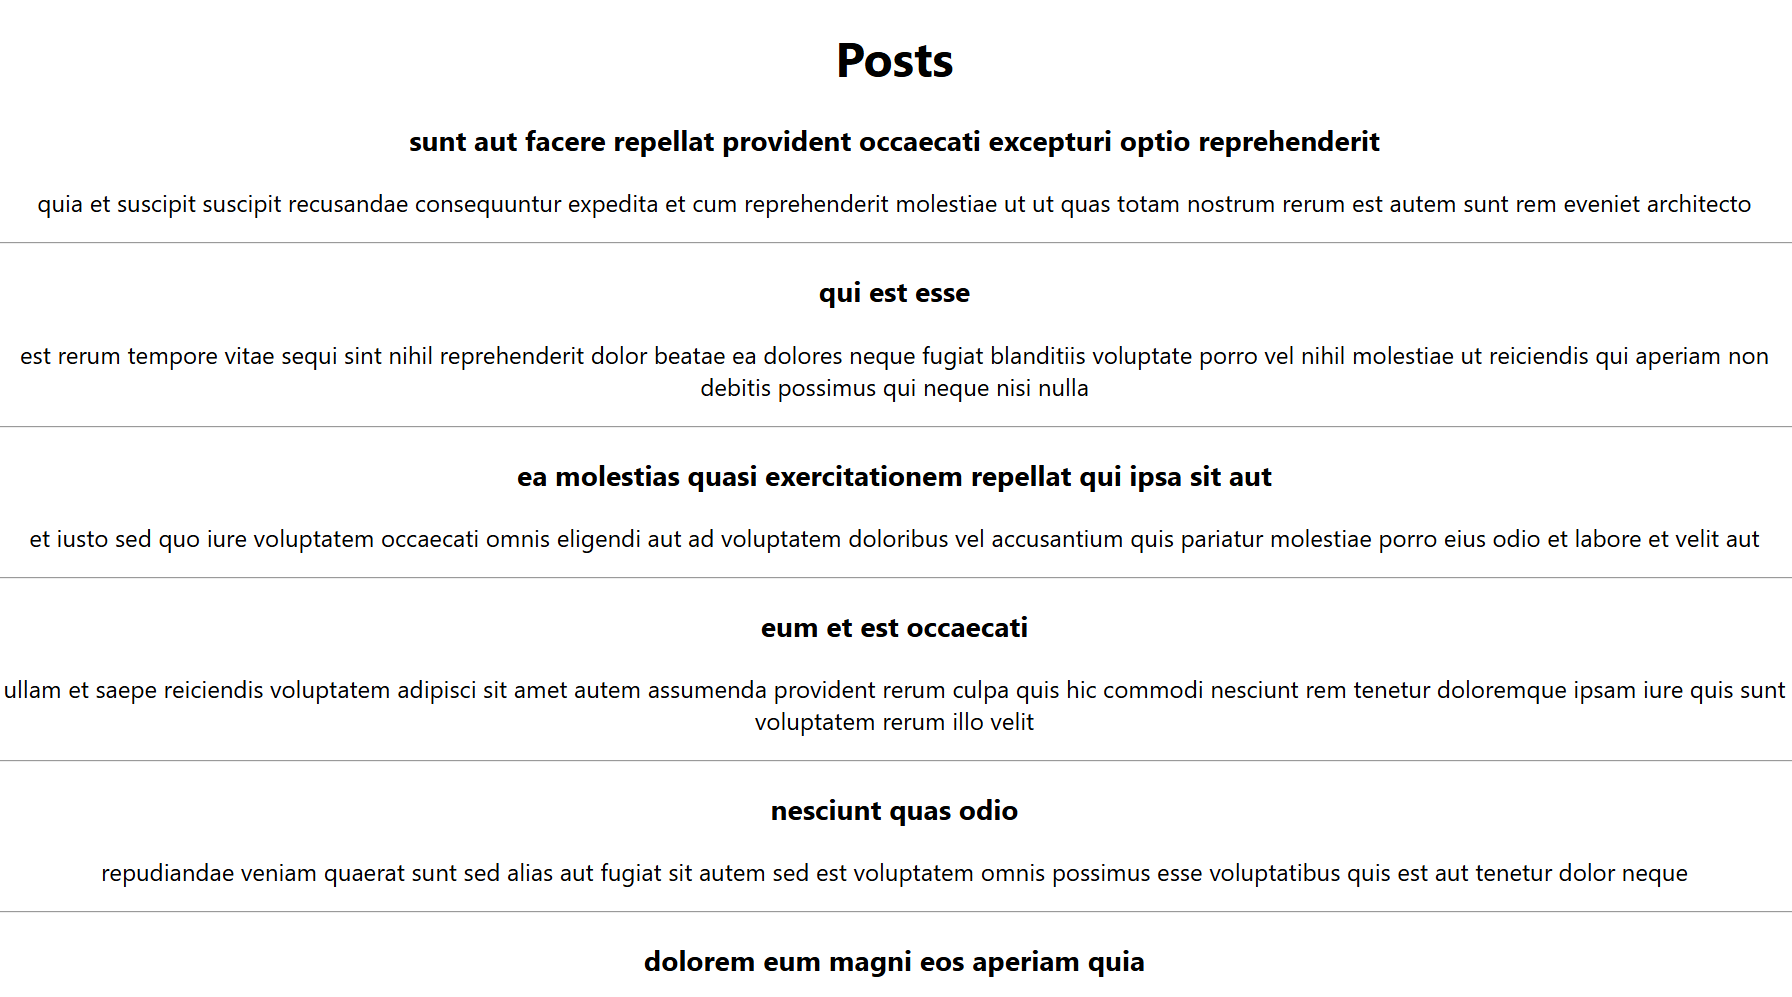 Posts
sunt aut facere repellat provident occaecati excepturi optio reprehenderit
quia et suscipit suscipit recusandae consequuntur expedita et cum reprehenderit molestiae ut ut quas totam nostrum rerum est autem sunt rem eveniet architecto
qui est esse
est rerum tempore vitae sequi sint nihil reprehenderit dolor beatae ea dolores neque fugiat blanditiis voluptate porro vel nihil molestiae ut reiciendis qui aperiam non
debitis possimus qui neque nisi nulla
ea molestias quasi exercitationem repellat qui ipsa sit aut
et iusto sed quo iure voluptatem occaecati omnis eligendi aut ad voluptatem doloribus vel accusantium quis pariatur molestiae porro eius odio et labore et velit aut
eum et est occaecati
ullam et saepe reiciendis voluptatem adipisci sit amet autem assumenda provident rerum culpa quis hic commodi nesciunt rem tenetur doloremque ipsam iure quis sunt
voluptatem rerum illo velit
nesciunt quas odio
repudiandae veniam quaerat sunt sed alias aut fugiat sit autem sed est voluptatem omnis possimus esse voluptatibus quis est aut tenetur dolor neque
dolorem eum magni eos aperiam quia